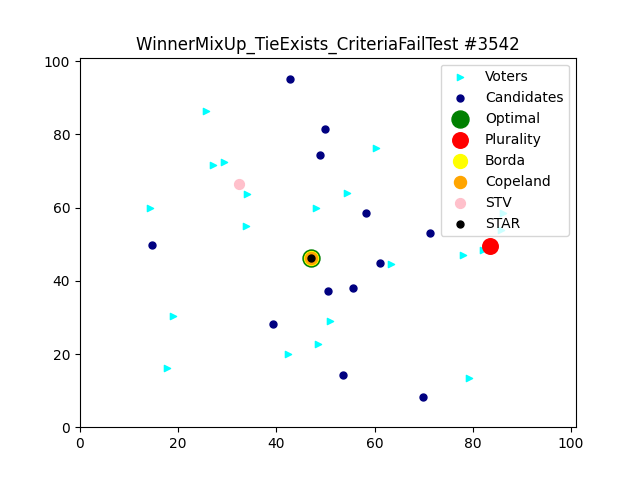 WinnerMixUp_TieExists_CriteriaFailTest #3542
100
80
60
40
20
0
0
20
40
60
80
100
Voters
Candidates
Optimal
Plurality
Borda
Copeland
STV
STAR